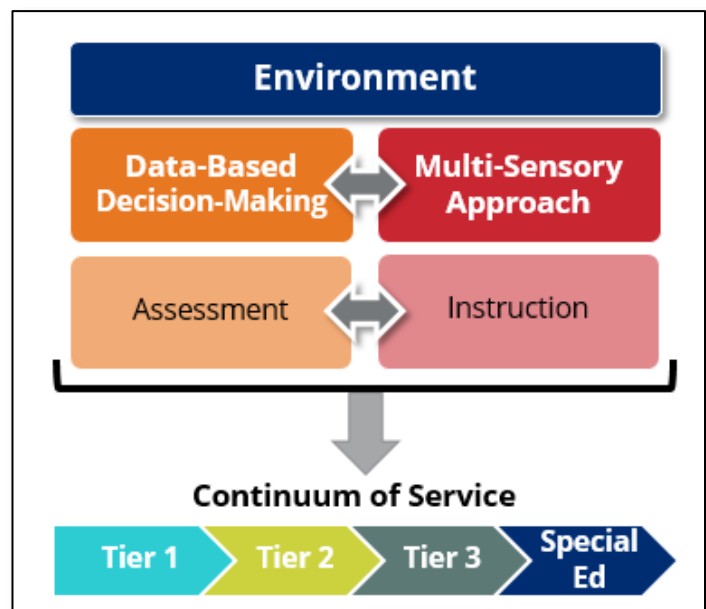 Environment
Data-Based
Decision-Making
Multi-Sensory
Approach
Assessment
Instruction
Continuum of Service
Tier 1
Tier 2
Tier 3
Special
Ed